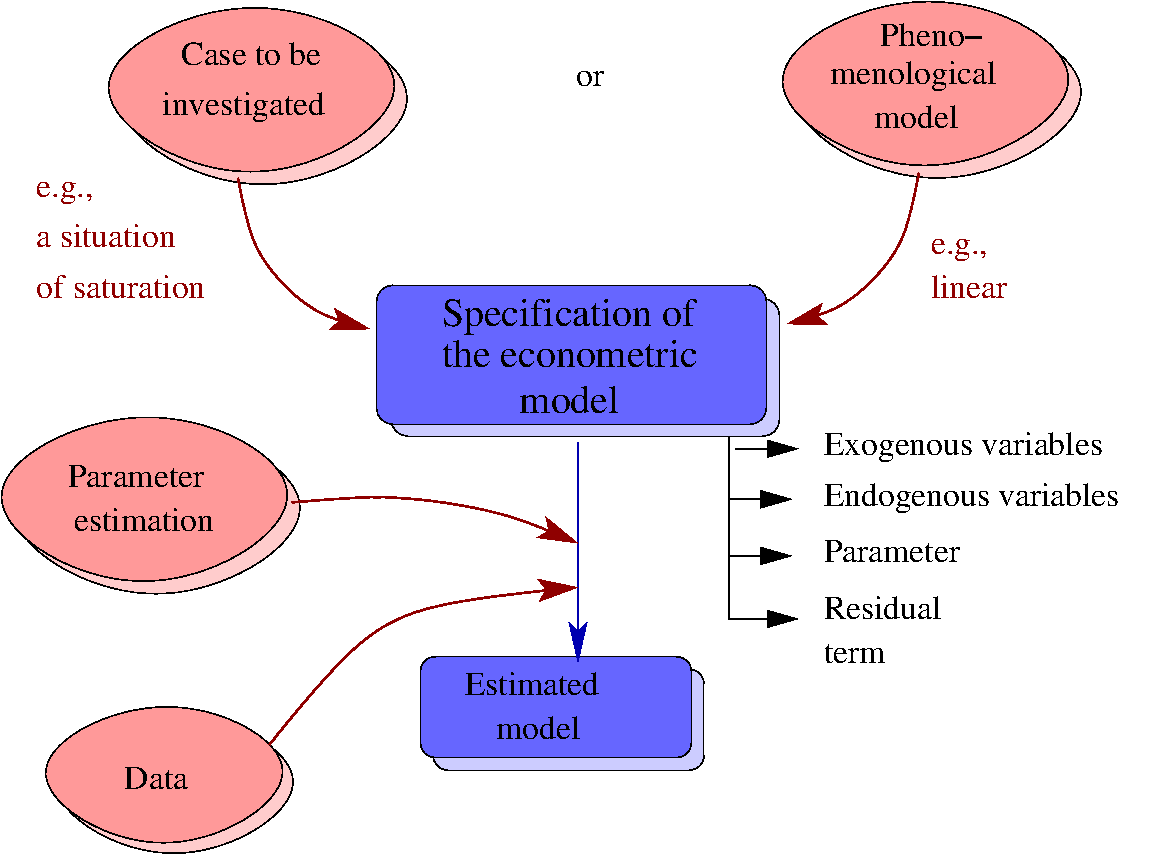 Case to be
investigated
or
Pheno–
menological
model
e.g.,
a situation
of saturation
e.g.,
linear
Specification of
the econometric
model
Exogenous variables
Endogenous variables
Parameter
Residual
term
Parameter
estimation
Estimated
model
Data